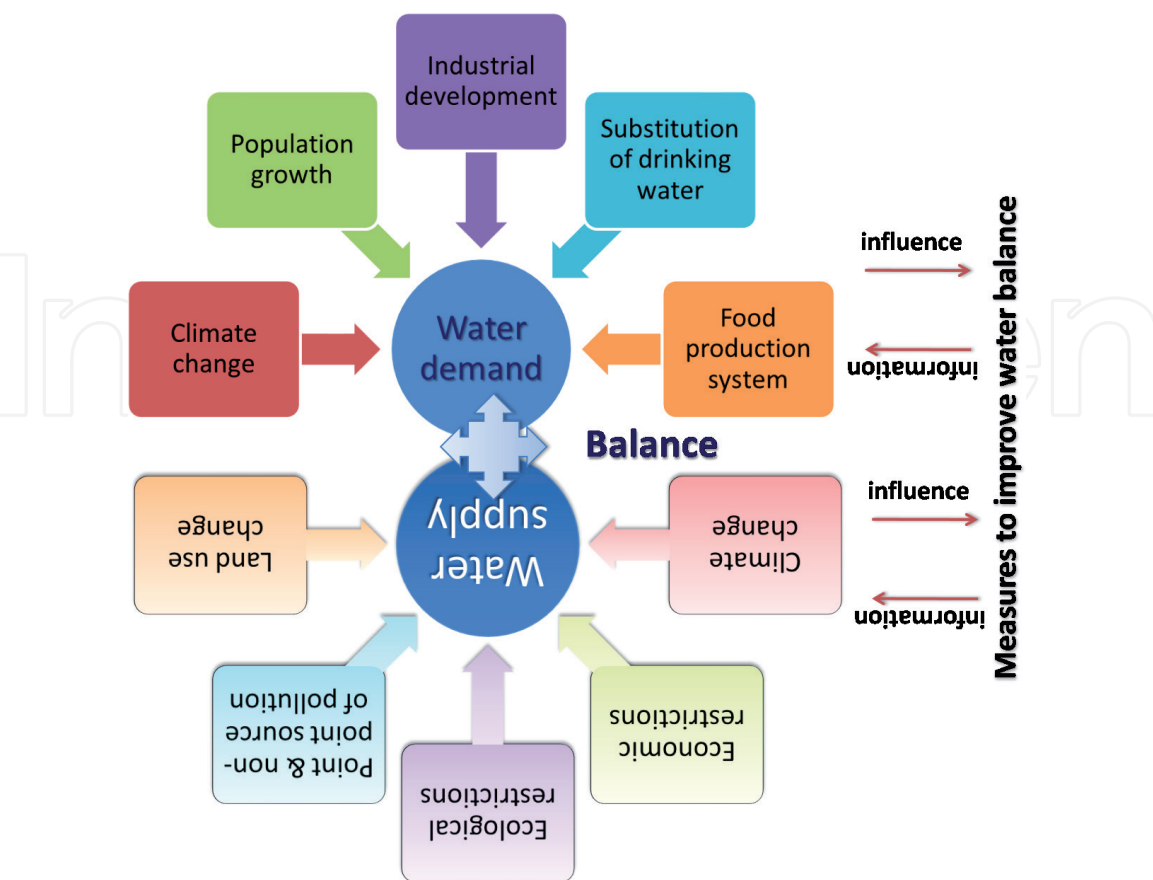 Industrial
development
Population
growth
Substitution
of drinking
water
Climate
change
Water
demand
Food
production
system
influence
information
Measures to improve water balance
Balance
Land use
change
Water
supply
Climate
change
influence
information
Point & non-
point source
of pollution
Ecological
restrictions
Economic
restrictions